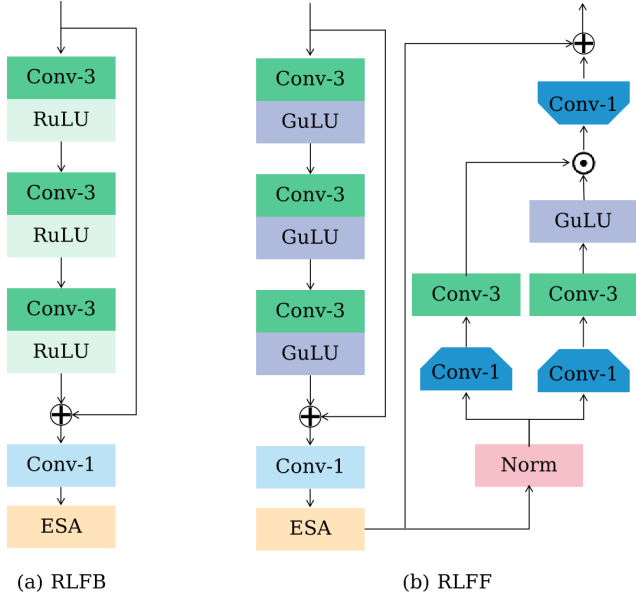 Conv-3
RuLU
Conv-3
RuLU
Conv-3
RuLU
Conv-1
ESA
(a) RLFB
Conv-3
GuLU
Conv-3
GuLU
Conv-3
GuLU
Conv-1
ESA
Conv-1
GuLU
Conv-3
Conv-3
Conv-1
Conv-1
Norm
(b) RLFF